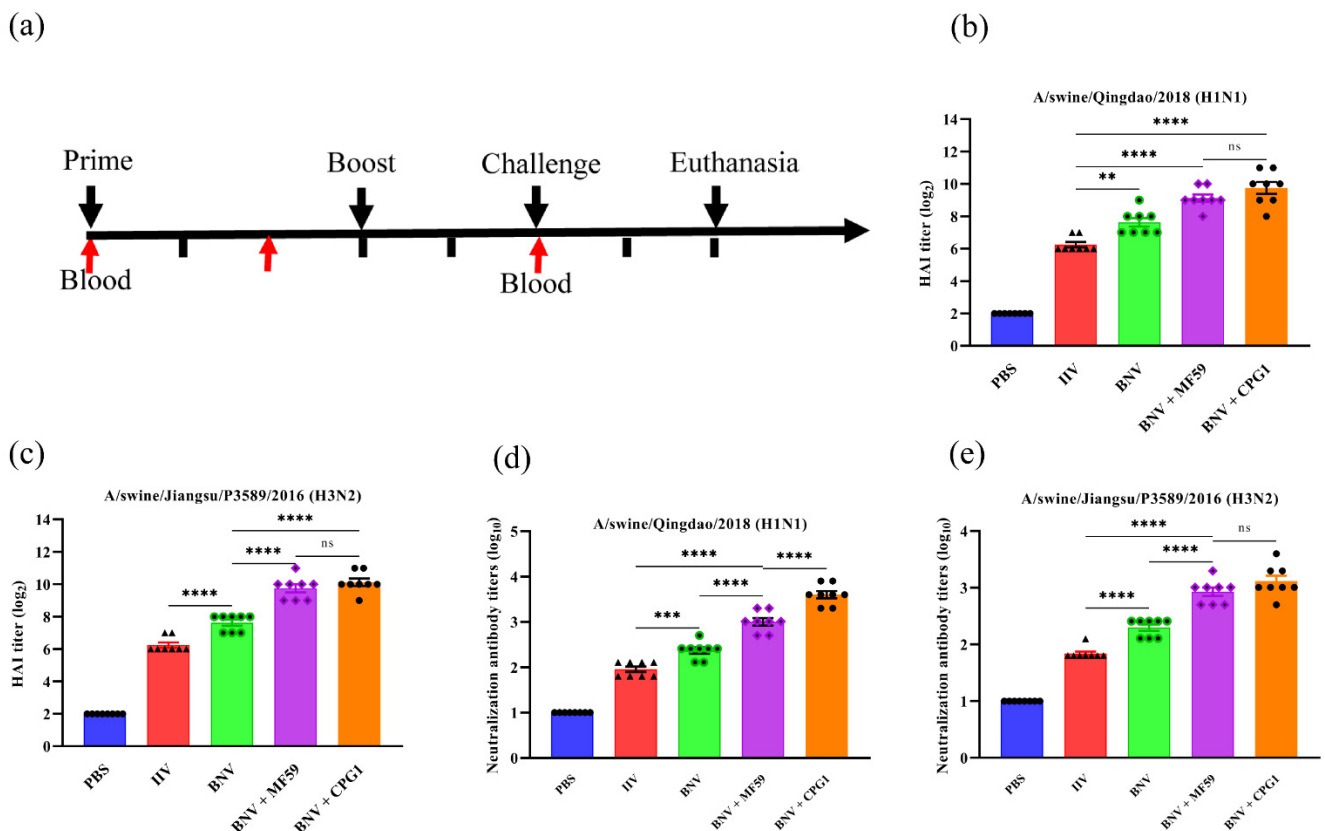 (a)
Prime
Boost
Challenge
Euthanasia
Blood
Blood
(b)
A/swine/Qingdao/2018 (H1N1)
HAI titer (log2)
14
12
10
8
6
4
2
0
****
****
ns
**
PBS
IIV
BNV
BNV + MF59
BNV + CPG1
(c)
A/swine/Jiangsu/P3589/2016 (H3N2)
HAI titer (log2)
14
12
10
8
6
4
2
0
****
****
ns
****
PBS
IIV
BNV
BNV + MF59
BNV + CPG1
(d)
A/swine/Qingdao/2018 (H1N1)
Neutralization antibody titers (log10)
5
4
3
2
1
0
****
****
****
***
PBS
IIV
BNV
BNV + MF59
BNV + CPG1
(e)
A/swine/Jiangsu/P3589/2016 (H3N2)
Neutralization antibody titers (log10)
4
3
2
1
0
****
ns
****
****
PBS
IIV
BNV
BNV + MF59
BNV + CPG1